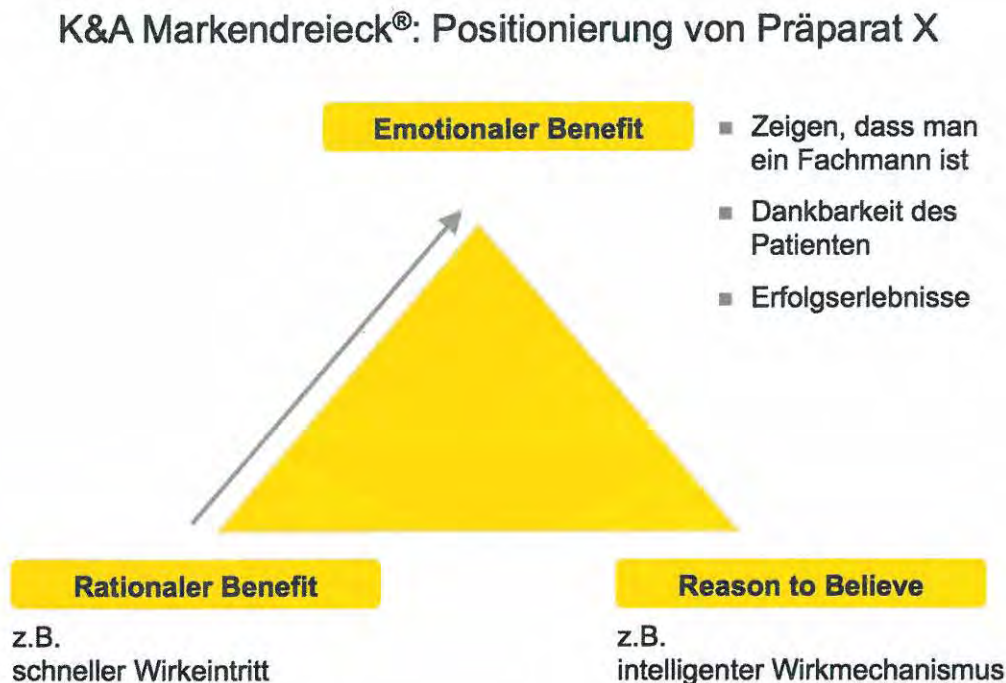 K&A Markendreieck®: Positionierung von Präparat X
Emotionaler Benefit
■ Zeigen, dass man
ein Fachmann ist
■ Dankbarkeit des
Patienten
■ Erfolgserlebnisse
Rationaler Benefit
z.B.
schneller Wirkeintritt
Reason to Believe
z.B.
intelligenter Wirkmechanismus